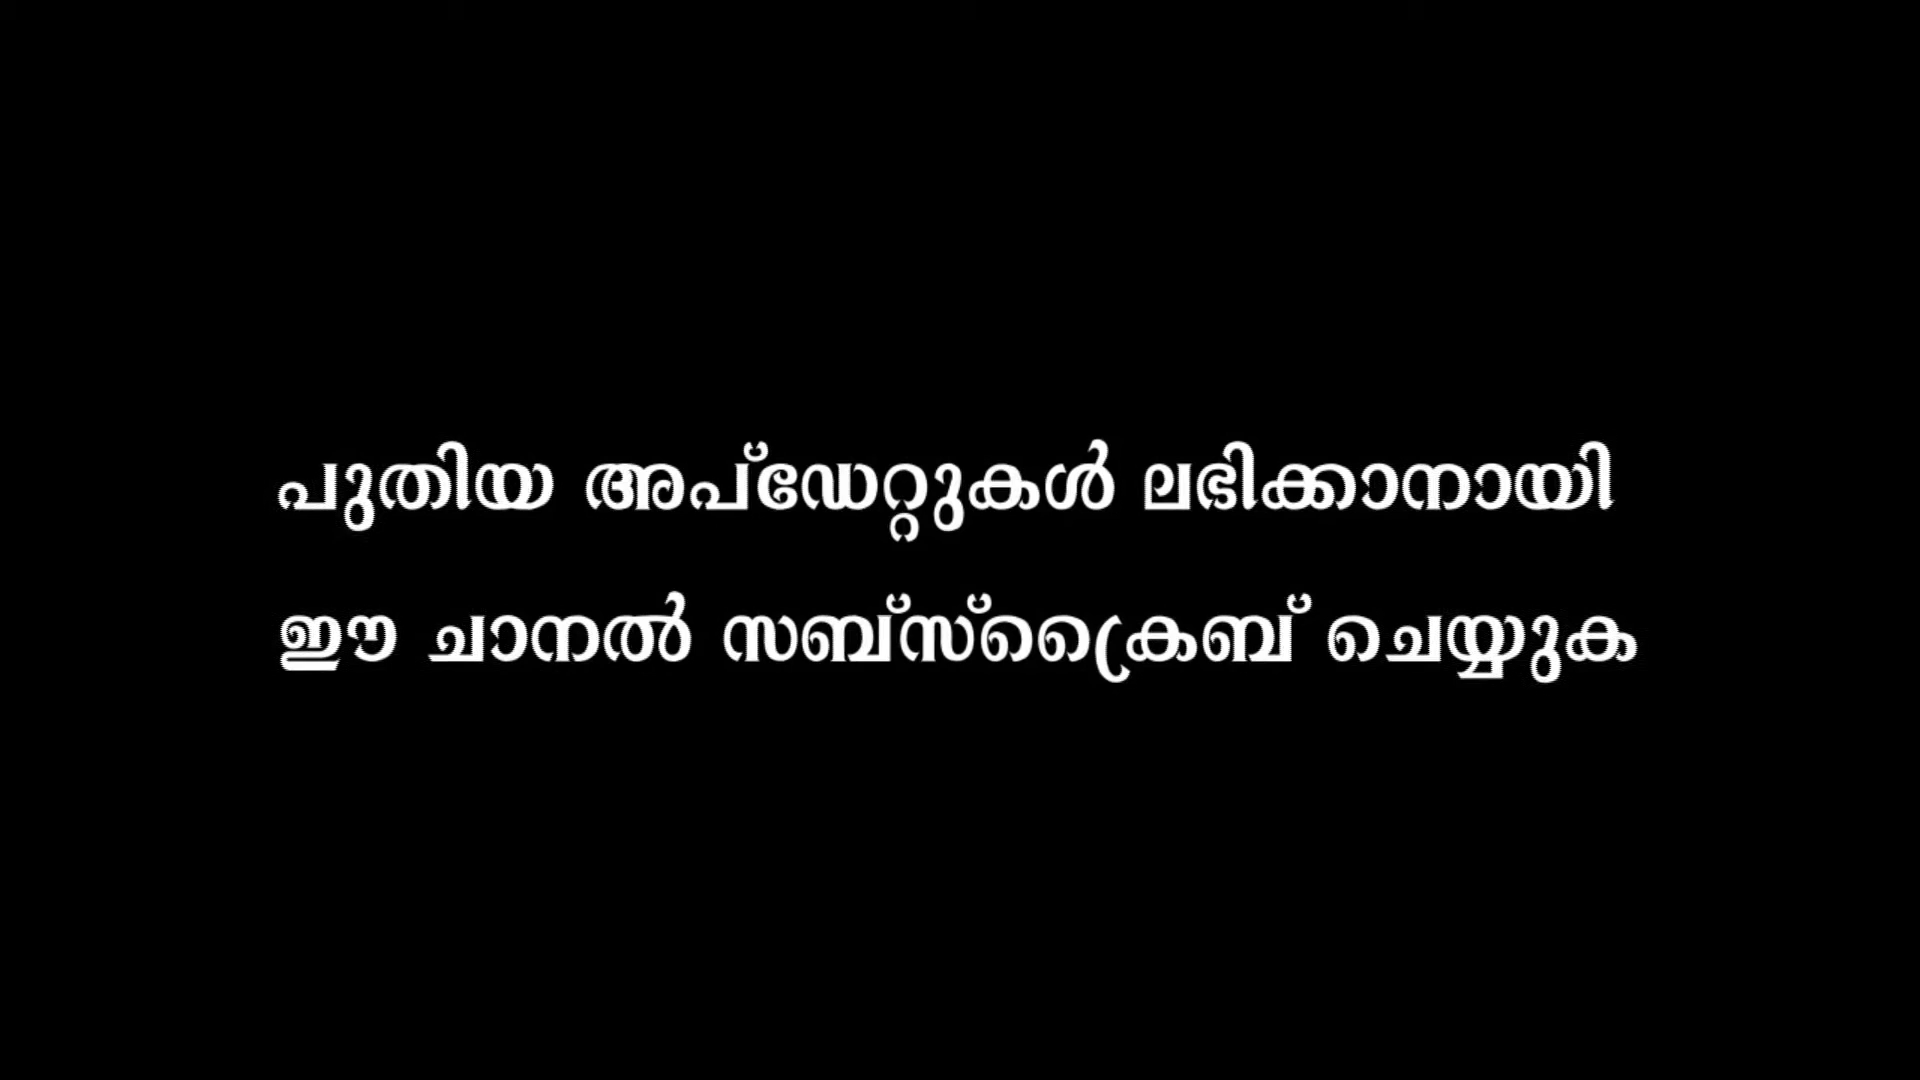 പുതിയ അപ്ഡേറ്റുകൾ ലഭിക്കാനായി
ഈ ചാനൽ സബ്സ്ക്രൈബ് ചെയ്യുക